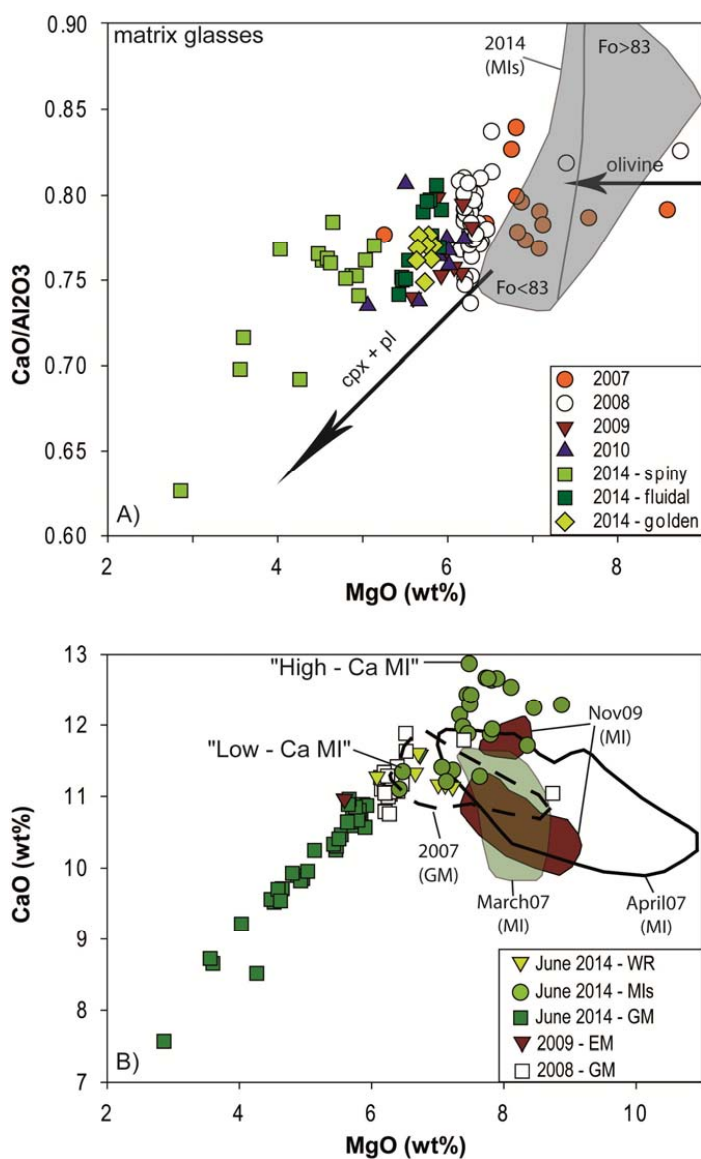 matrix glasses
2014
(MIs)
Fo>83
olivine
Fo<83
cpx + pl
A)
0.90
0.85
0.80
0.75
0.70
0.65
0.60
CaO/Al2O3
2 4 6 8 10
MgO (wt%)
2007
2008
2009
2010
2014 - spiny
2014 - fluidal
2014 - golden
"High - Ca MI"
"Low - Ca MI"
Nov09
(MI)
2007
(GM)
March07
(MI)
April07
(MI)
B)
13
12
11
10
9
8
7
CaO (wt%)
2 4 6 8 10
MgO (wt%)
June 2014 - WR
June 2014 - MIs
June 2014 - GM
2009 - EM
2008 - GM